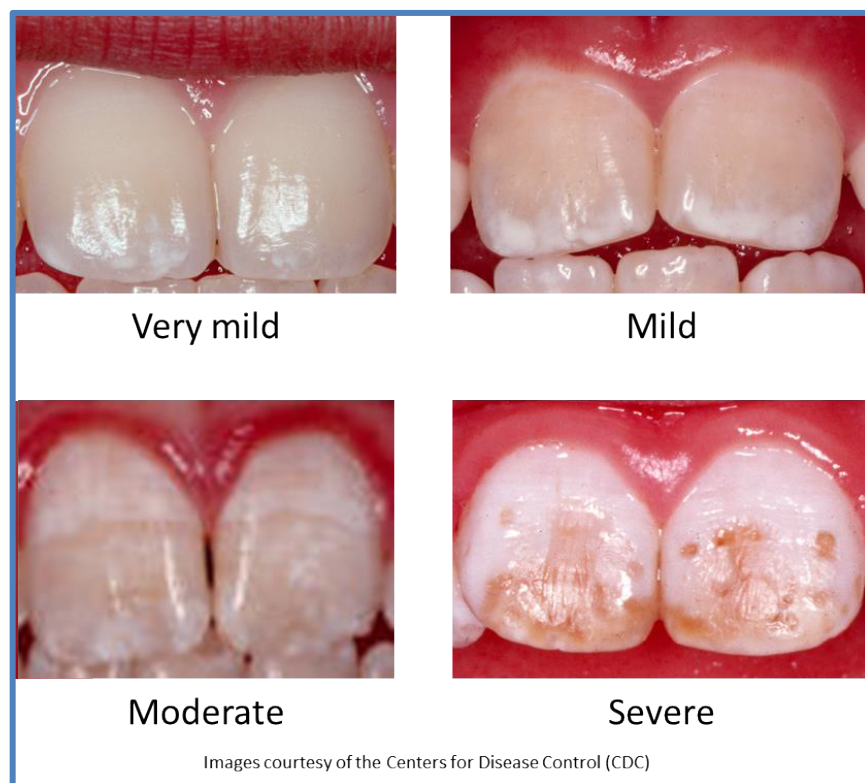 Very mild
Mild
Moderate
Severe
Images courtesy of the Centers for Disease Control (CDC)